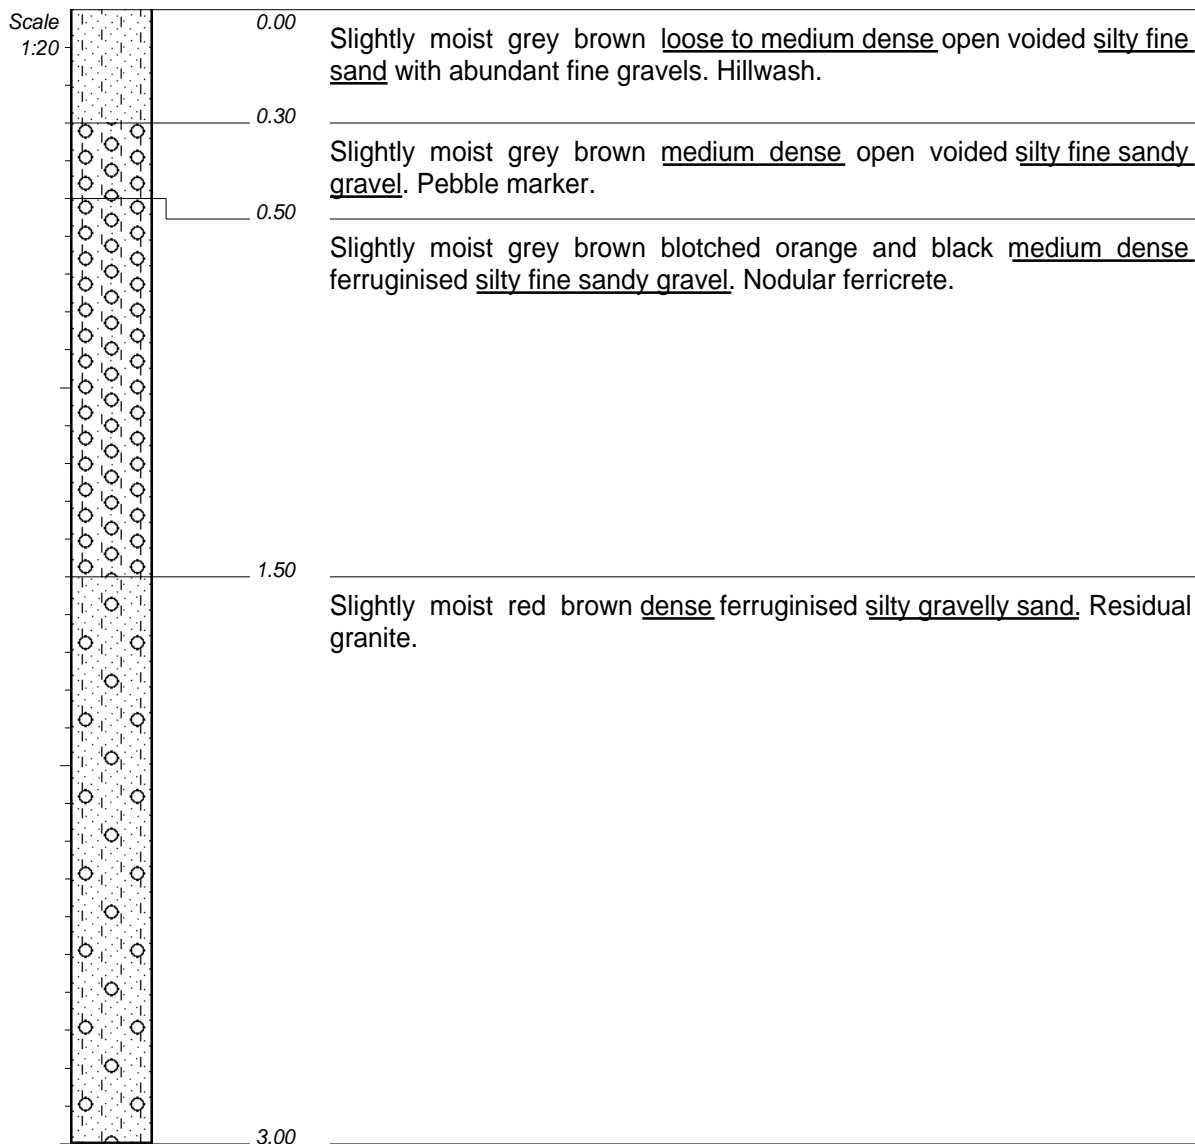 Scale
1:20
0.00
Slightly moist grey brown loose to medium dense open voided silty fine
sand with abundant fine gravels. Hillwash.
0.30
Slightly moist grey brown medium dense open voided silty fine sandy
gravel. Pebble marker.
0.50
Slightly moist grey brown blotched orange and black medium dense
ferruginised silty fine sandy gravel. Nodular ferricrete.
1.50
Slightly moist red brown dense ferruginised silty gravelly sand. Residual
granite.
3.00